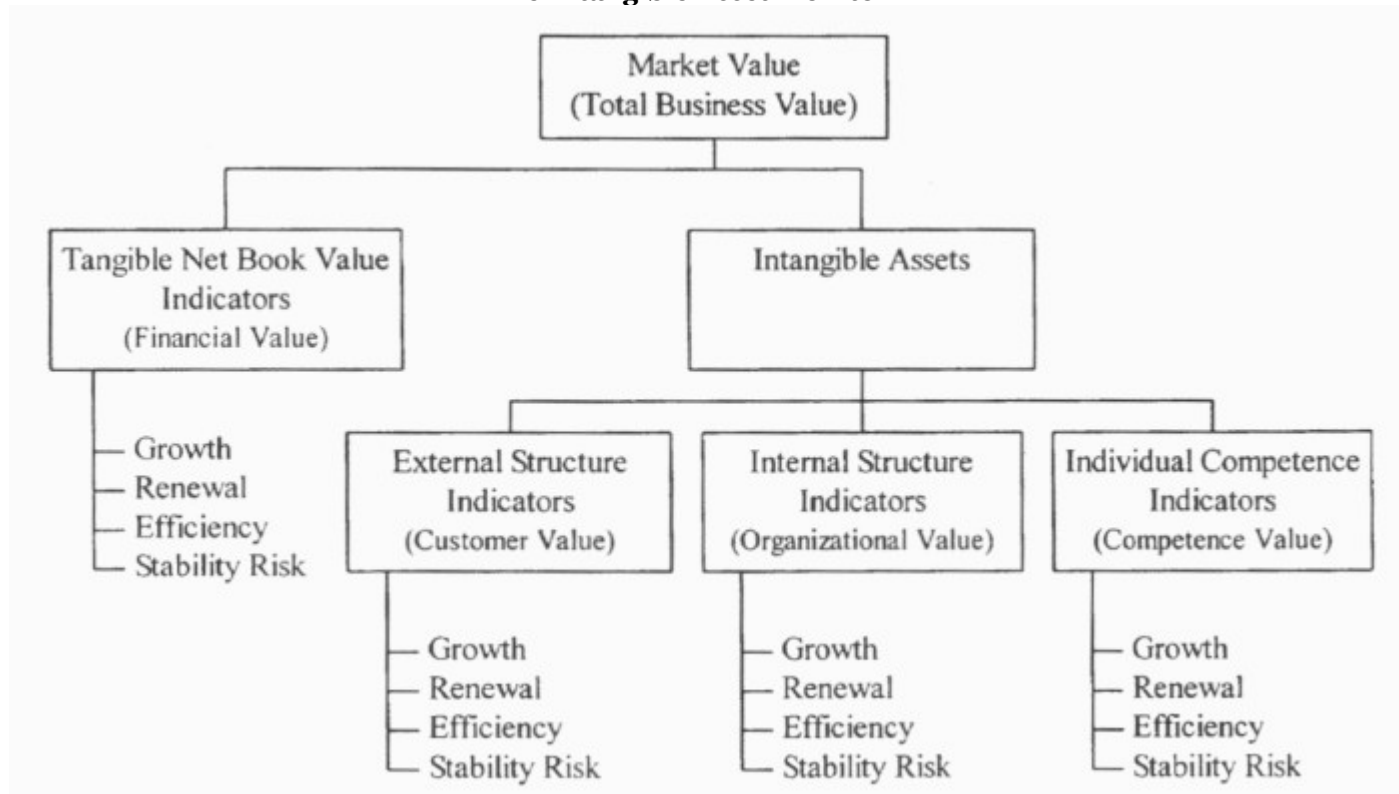 Market Value
(Total Business Value)
Tangible Net Book Value
Indicators
(Financial Value)
Intangible Assets
Growth
Renewal
Efficiency
Stability Risk
External Structure
Indicators
(Customer Value)
Internal Structure
Indicators
(Organizational Value)
Individual Competence
Indicators
(Competence Value)
Growth
Renewal
Efficiency
Stability Risk
Growth
Renewal
Efficiency
Stability Risk
Growth
Renewal
Efficiency
Stability Risk